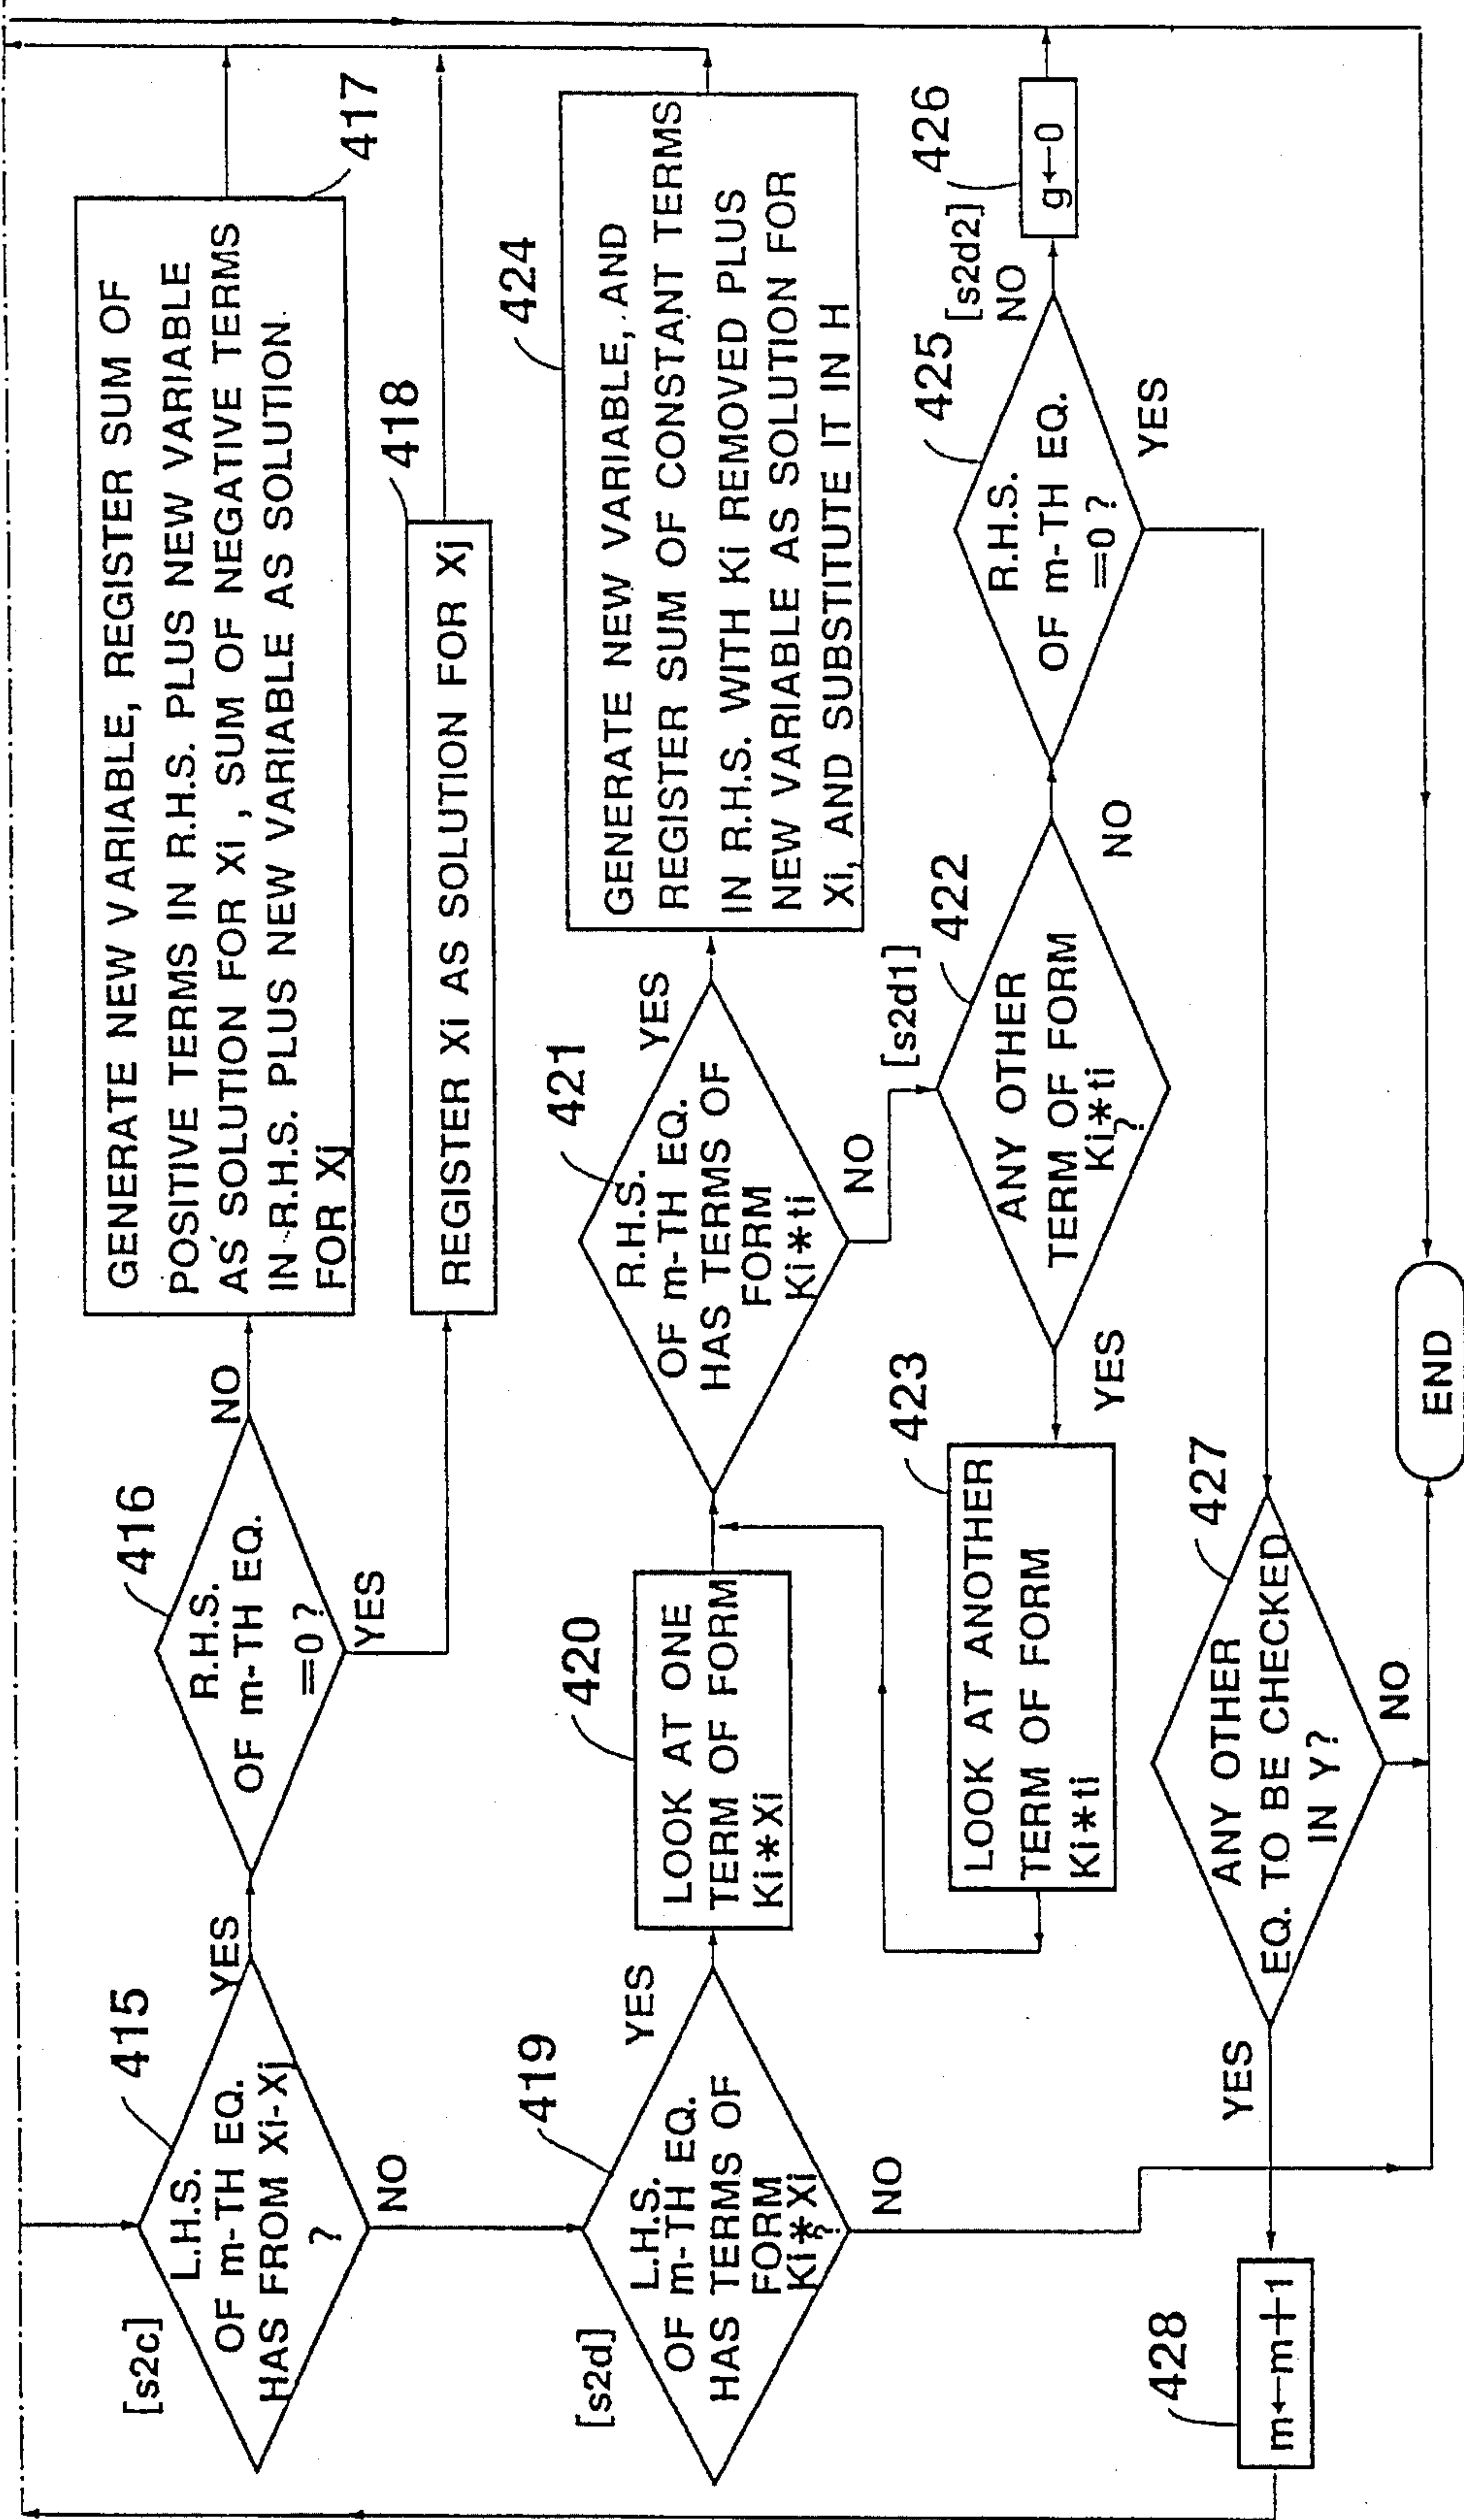 [s2c]
415
L.H.S.
OF m-TH EQ.
HAS FROM Xi-Xj
?
YES
NO
416
R.H.S.
OF m-TH EQ.
=0 ?
NO
YES
417
GENERATE NEW VARIABLE, REGISTER SUM OF
POSITIVE TERMS IN R.H.S. PLUS NEW VARIABLE
AS SOLUTION FOR Xi , SUM OF NEGATIVE TERMS
IN R.H.S. PLUS NEW VARIABLE AS SOLUTION
FOR Xj
418
REGISTER Xi AS SOLUTION FOR Xj
[s2d]
419
L.H.S.
OF m-TH EQ.
HAS TERMS OF
FORM
Ki*Xi
?
YES
NO
420
LOOK AT ONE
TERM OF FORM
Ki*Xi
421
R.H.S.
OF m-TH EQ.
HAS TERMS OF
FORM
Ki*ti
YES
NO
424
GENERATE NEW VARIABLE, AND
REGISTER SUM OF CONSTANT TERMS
IN R.H.S. WITH Ki REMOVED PLUS
NEW VARIABLE AS SOLUTION FOR
Xi, AND SUBSTITUTE IT IN H
[s2d1]
422
ANY OTHER
TERM OF FORM
Ki*ti
?
YES
NO
423
LOOK AT ANOTHER
TERM OF FORM
Ki*ti
425
R.H.S.
OF m-TH EQ.
=0 ?
[s2d2]
NO
YES
426
g←0
427
ANY OTHER
EQ. TO BE CHECKED
IN Y?
YES
NO
428
m←m+1
END